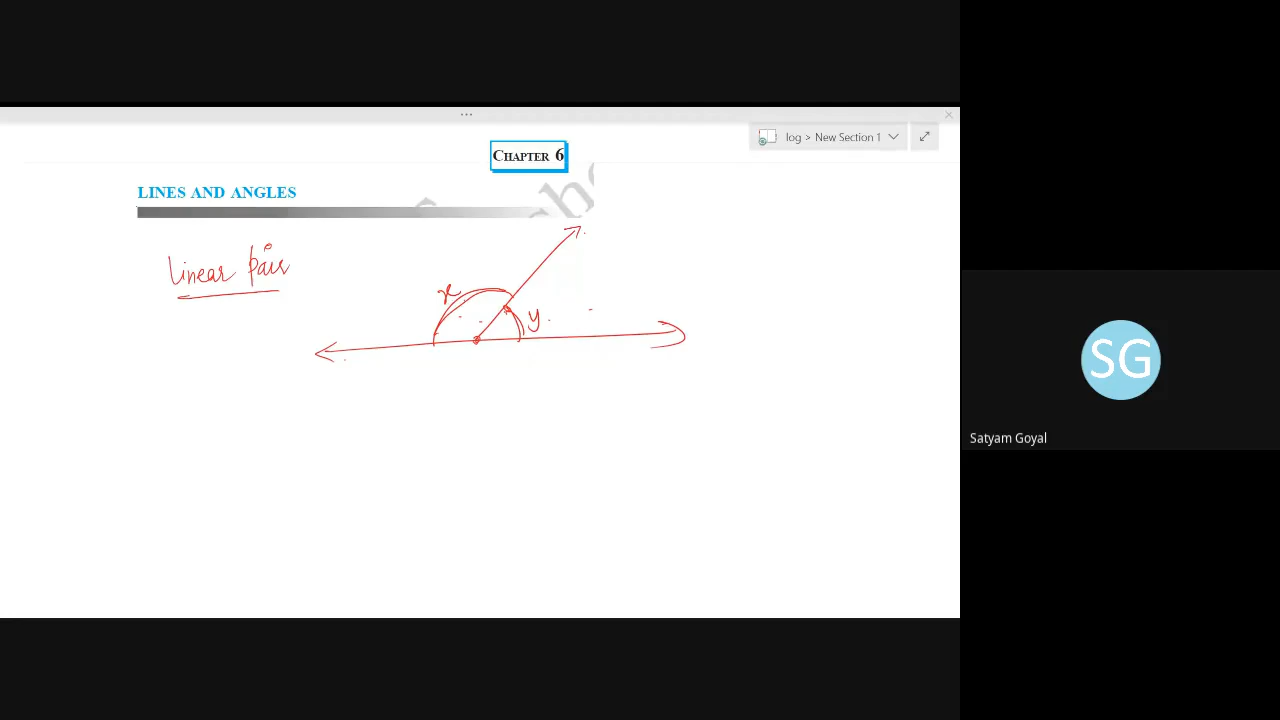 ...
log > New Section 1
CHAPTER 6
LINES AND ANGLES
linear pair
x
y
SG
Satyam Goyal